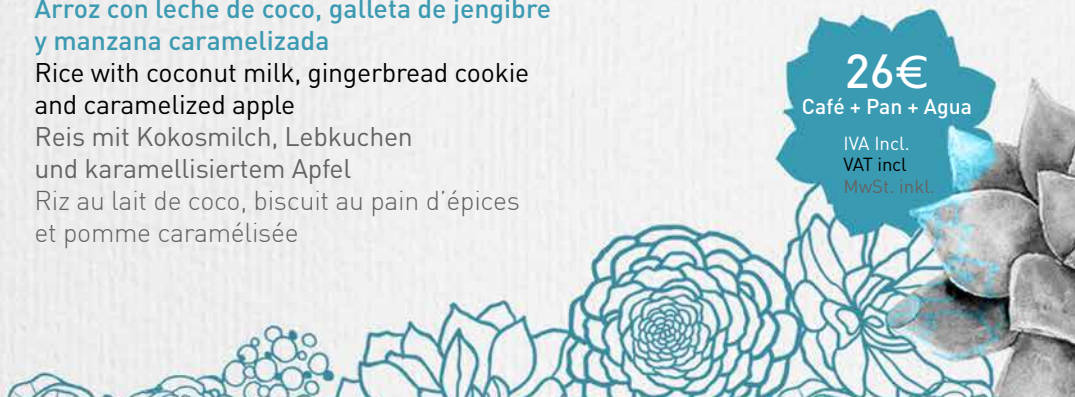 Arroz con leche de coco, galleta de jengibre
y manzana caramelizada
Rice with coconut milk, gingerbread cookie
and caramelized apple
Reis mit Kokosmilch, Lebkuchen
und karamellisiertem Apfel
Riz au lait de coco, biscuit au pain d’épices
et pomme caramélisée
26€
Café + Pan + Agua
IVA Incl.
VAT incl
MwSt. inkl.